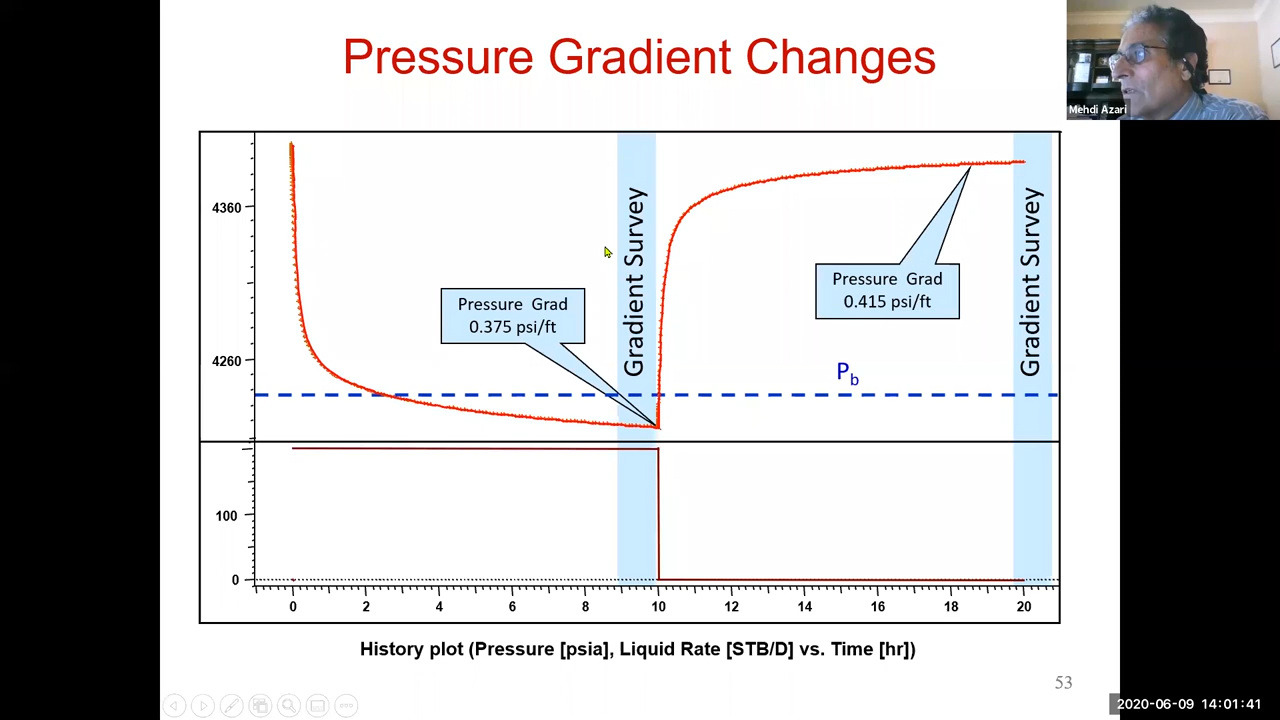 Pressure Gradient Changes
Mehdi Azari
4360
4260
Gradient Survey
Pressure Grad
0.375 psi/ft
Pressure Grad
0.415 psi/ft
Gradient Survey
Pb
100
0
0 2 4 6 8 10 12 14 16 18 20
History plot (Pressure [psia], Liquid Rate [STB/D] vs. Time [hr])
53
2020-06-09 14:01:41